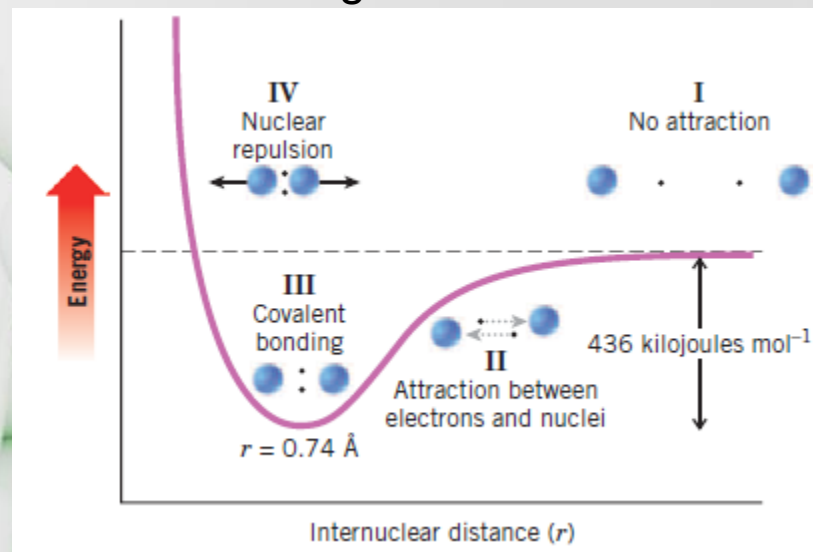 IV
Nuclear
repulsion
I
No attraction
Energy
III
Covalent
bonding
r = 0.74 Å
II
Attraction between
electrons and nuclei
436 kilojoules mol⁻¹
Internuclear distance (r)